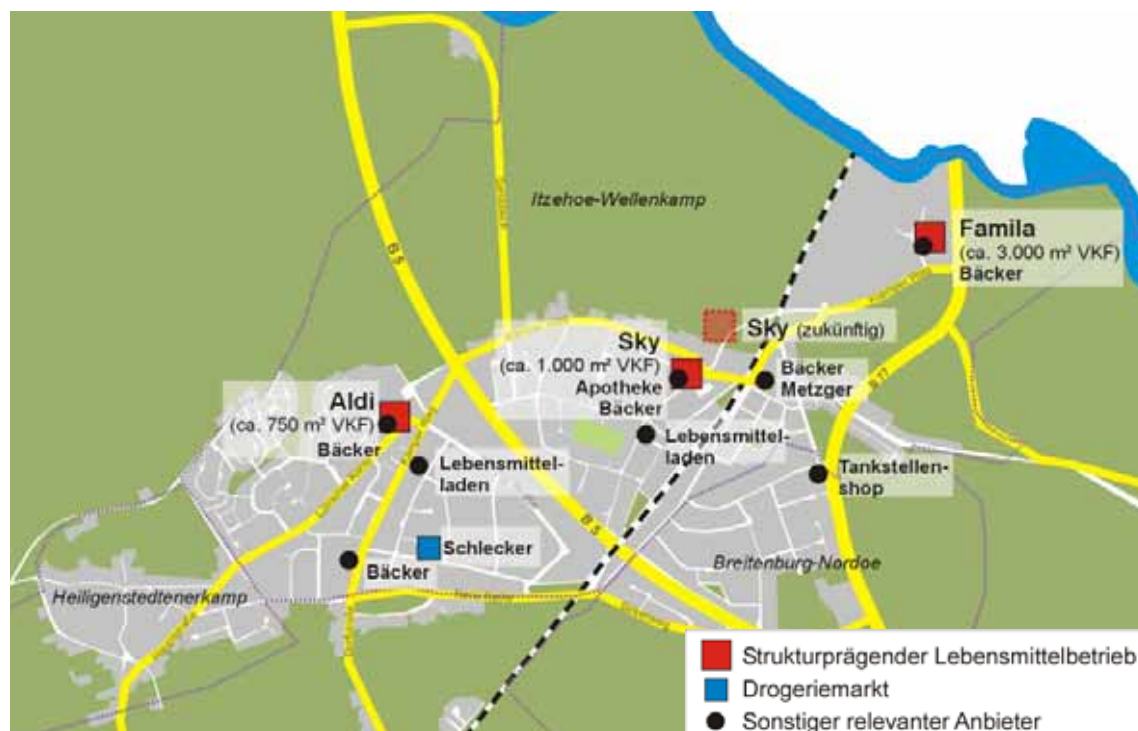 Itzehoe-Wellenkamp
B 5
Famila
(ca. 3.000 m² VKF)
Bäcker
Sky (zukünftig)
Sky
(ca. 1.000 m² VKF)
Apotheke
Bäcker
Bäcker
Metzger
B 77
Aldi
(ca. 750 m² VKF)
Bäcker
Lebensmittel-
laden
Lebensmittel-
laden
Tankstellen-
shop
B 5
Schlecker
Bäcker
Breitenburg-Nordoe
Heiligenstedtenerkamp
Strukturprägender Lebensmittelbetrieb
Drogeriemarkt
Sonstiger relevanter Anbieter